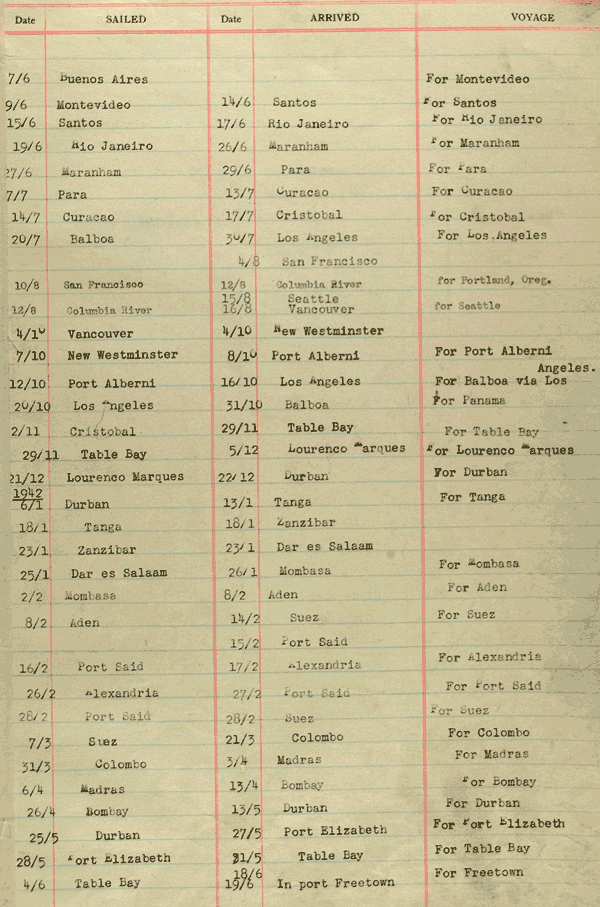 Date SAILED Date ARRIVED VOYAGE
7/6 Buenos Aires For Montevideo
9/6 Montevideo 14/6 Santos For Santos
15/6 Santos 17/6 Rio Janeiro For Rio Janeiro
19/6 Rio Janeiro 26/6 Maranham For Maranham
27/6 Maranham 29/6 Para For Para
7/7 Para 13/7 Curacao For Curacao
14/7 Curacao 17/7 Cristobal For Cristobal
20/7 Balboa 30/7 Los Angeles For Los Angeles
4/8 San Francisco
10/8 San Francisco 12/8 Columbia River for Portland, Oreg.
15/8 Seattle
12/8 Columbia River 16/8 Vancouver for Seattle
4/10 Vancouver 4/10 New Westminster
7/10 New Westminster 8/10 Port Alberni For Port Alberni
Angeles.
12/10 Port Alberni 16/10 Los Angeles For Balboa via Los
20/10 Los Angeles 31/10 Balboa For Panama
2/11 Cristobal 29/11 Table Bay For Table Bay
29/11 Table Bay 5/12 Lourenco Marques For Lourenco Marques
21/12 Lourenco Marques 22/12 Durban For Durban
1942
6/1 Durban 13/1 Tanga For Tanga
18/1 Tanga 18/1 Zanzibar
23/1 Zanzibar 23/1 Dar es Salaam
25/1 Dar es Salaam 26/1 Mombasa For Mombasa
2/2 Mombasa 8/2 Aden For Aden
8/2 Aden 14/2 Suez For Suez
15/2 Port Said
16/2 Port Said 17/2 Alexandria For Alexandria
26/2 Alexandria 27/2 Port Said For Port Said
28/2 Port Said 28/2 Suez For Suez
7/3 Suez 21/3 Colombo For Colombo
31/3 Colombo 3/4 Madras For Madras
6/4 Madras 13/4 Bombay For Bombay
26/4 Bombay 13/5 Durban For Durban
25/5 Durban 27/5 Port Elizabeth For Port Elizabeth
28/5 Port Elizabeth 31/5 Table Bay For Table Bay
18/6
4/6 Table Bay 19/6 In port Freetown For Freetown